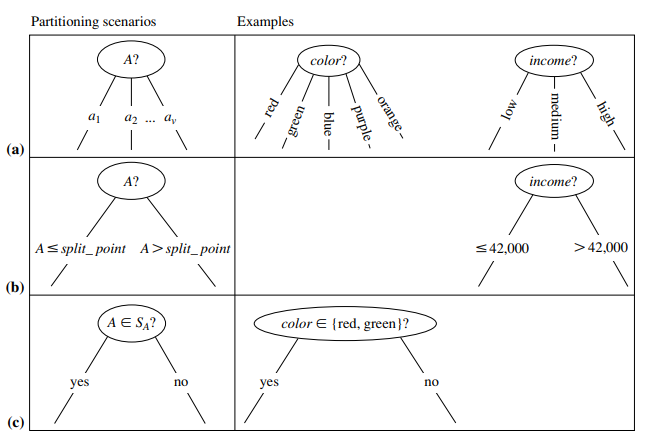 Partitioning scenarios Examples
A? color? income?
a1 a2 ... av red green blue purple orange low medium high
(a)
A? income?
A ≤ split_point A > split_point ≤ 42,000 > 42,000
(b)
A ∈ SA? color ∈ {red, green}?
yes no yes no
(c)